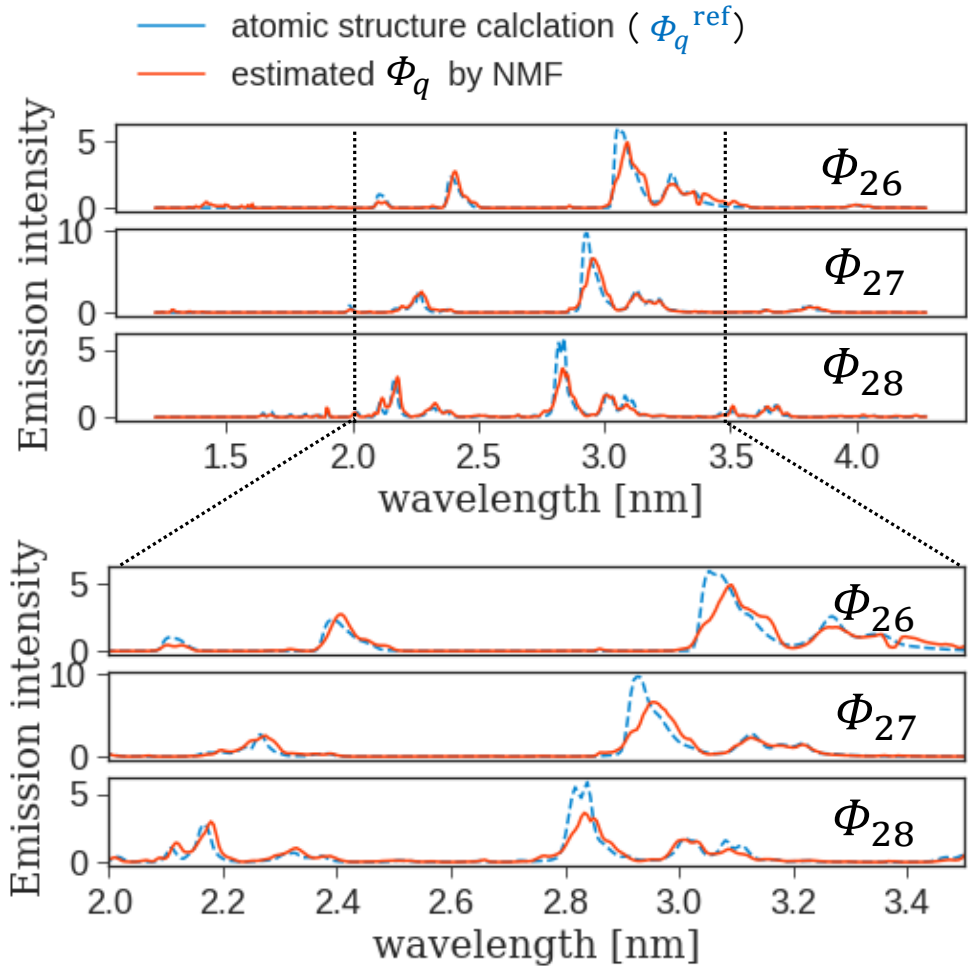 atomic structure calclation ( Φq^ref )
estimated Φq by NMF
Emission intensity
5
0
Φ26
10
0
Φ27
5
0
Φ28
1.5 2.0 2.5 3.0 3.5 4.0
wavelength [nm]
Emission intensity
5
0
Φ26
10
0
Φ27
5
0
Φ28
2.0 2.2 2.4 2.6 2.8 3.0 3.2 3.4
wavelength [nm]